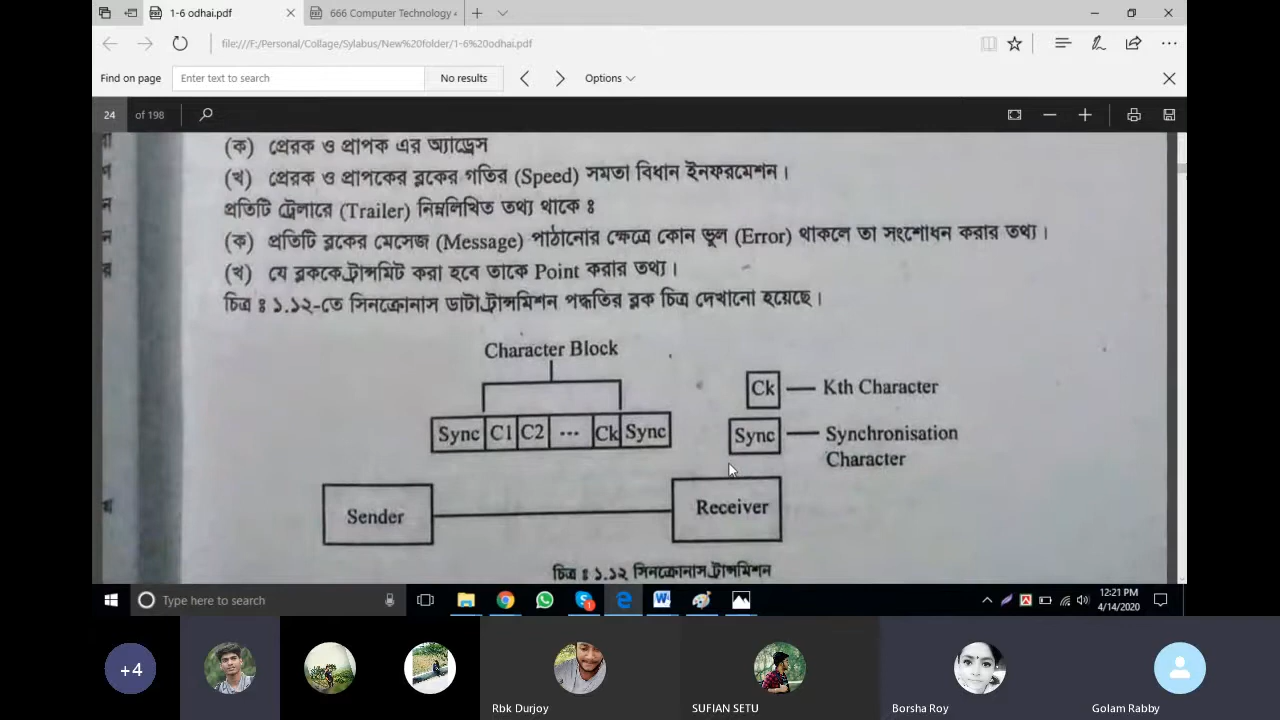 1-6 odhai.pdf
666 Computer Technology
file:///F:/Personal/Collage/Sylabus/New%20folder/1-6%20odhai.pdf
Find on page
Enter text to search
No results
Options
24 of 198
(ক) প্রেরক ও প্রাপক এর অ্যাড্রেস
(খ) প্রেরক ও প্রাপকের ব্লকের গতির (Speed) সমতা বিধান ইনফরমেশন।
প্রতিটি ট্রেলারে (Trailer) নিম্নলিখিত তথ্য থাকে ঃ
(ক) প্রতিটি ব্লকের মেসেজ (Message) পাঠানোর ক্ষেত্রে কোন ভুল (Error) থাকলে তা সংশোধন করার তথ্য।
(খ) যে ব্লককে ট্রান্সমিট করা হবে তাকে Point করার তথ্য।
চিত্র ঃ ১.১২-তে সিনক্রোনাস ডাটা ট্রান্সমিশন পদ্ধতির ব্লক চিত্র দেখানো হয়েছে।
Character Block
Ck Kth Character
Sync C1 C2 ... Ck Sync
Sync Synchronisation
Character
Sender
Receiver
চিত্র ঃ ১.১২ সিনক্রোনাস ট্রান্সমিশন
Type here to search
12:21 PM
4/14/2020
+4
Rbk Durjoy
SUFIAN SETU
Borsha Roy
Golam Rabby